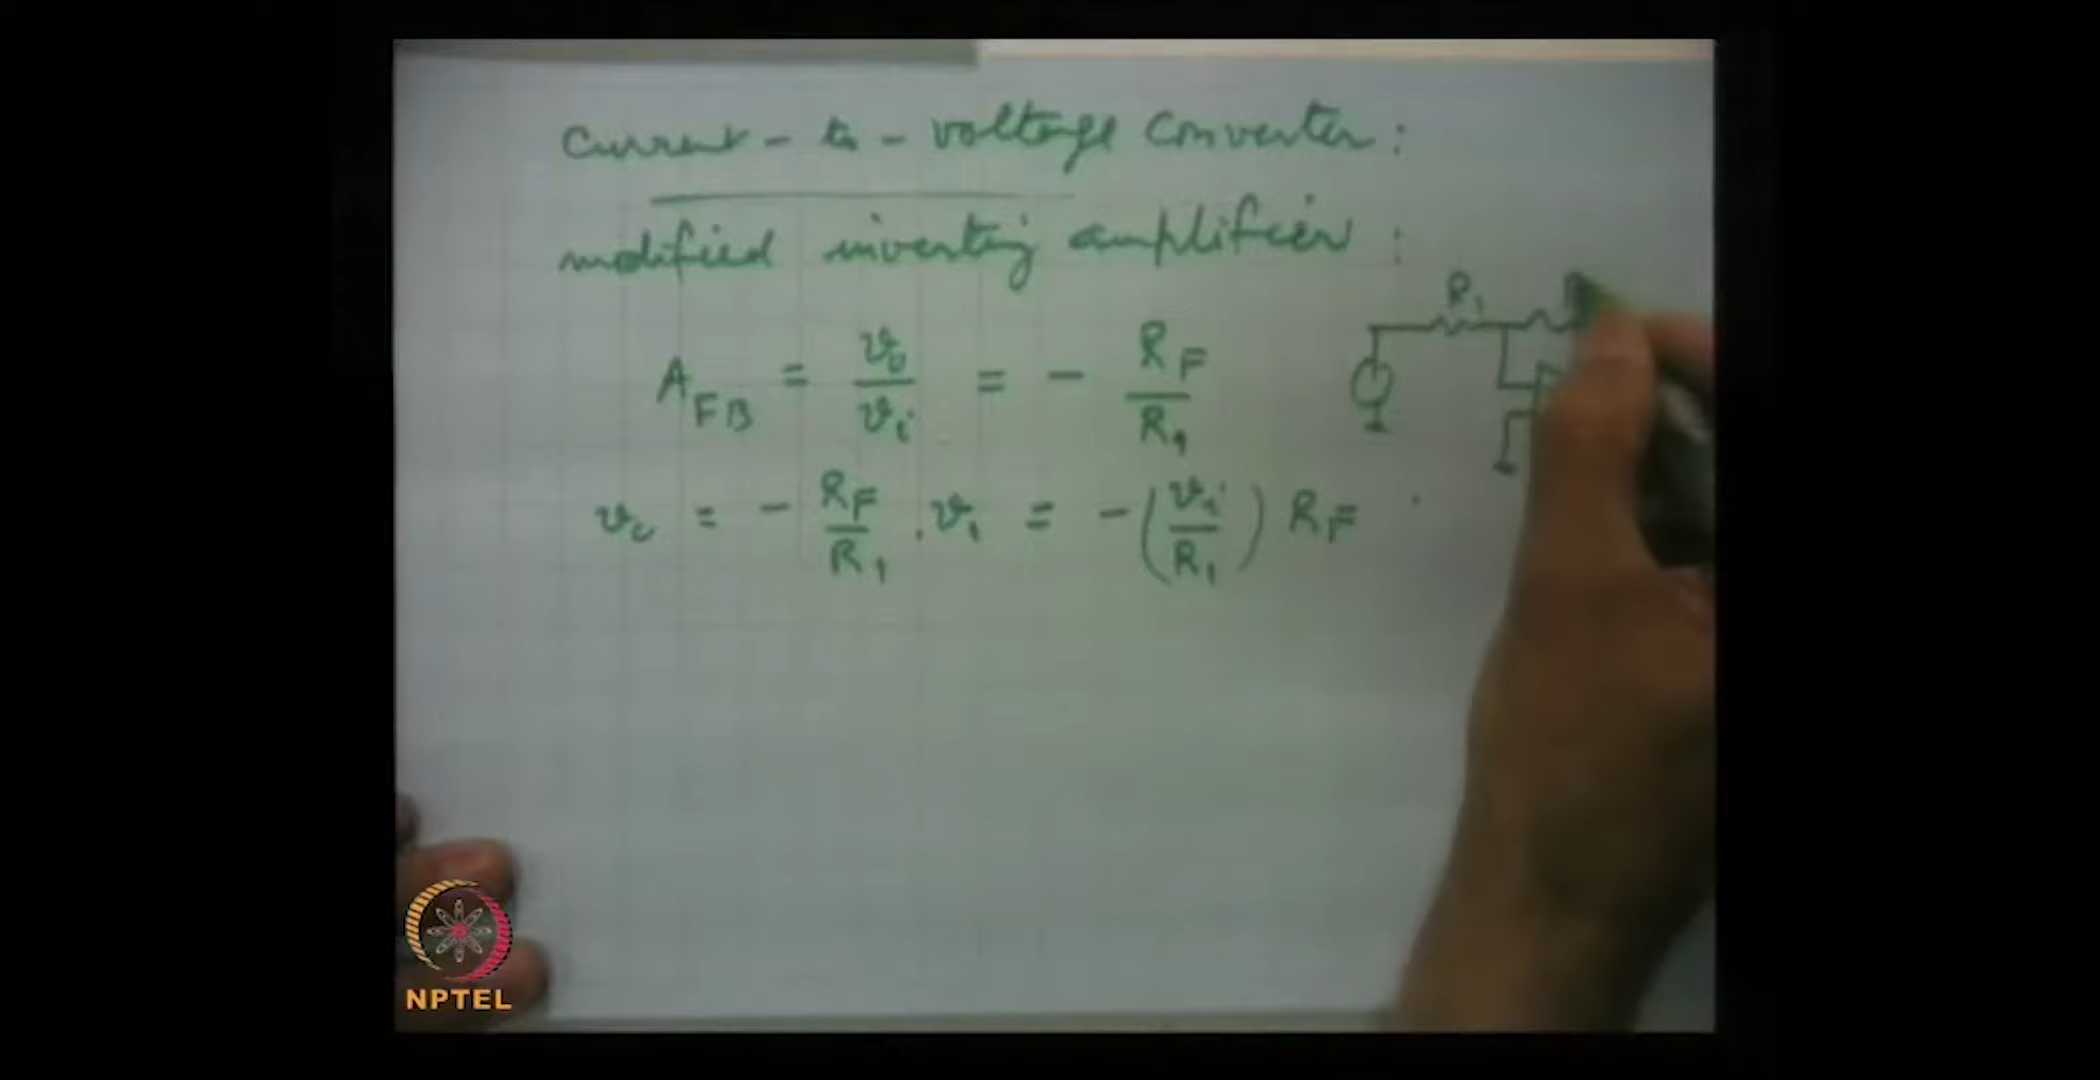 Current - to - voltage converter :
modified inverting amplifier :
A_FB = v_o / v_i = - R_F / R_1
v_o = - R_F / R_1 . v_i = - ( v_i / R_1 ) R_F
R_1
NPTEL